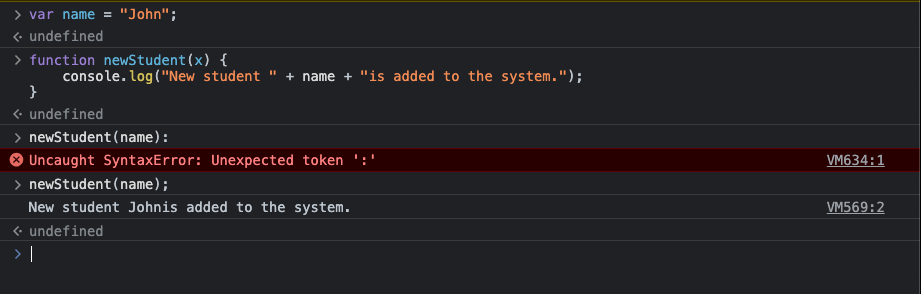 > var name = "John";
<· undefined
> function newStudent(x) {
    console.log("New student " + name + "is added to the system.");
}
<· undefined
> newStudent(name):
Uncaught SyntaxError: Unexpected token ':' VM634:1
> newStudent(name);
New student Johnis added to the system. VM569:2
<· undefined
>